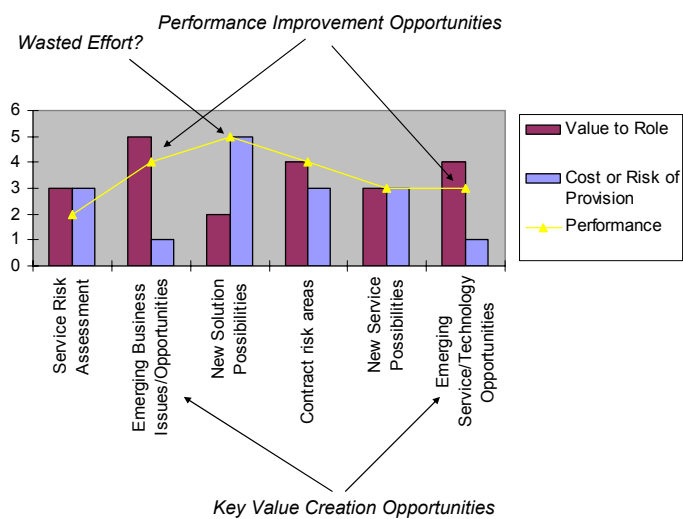 Performance Improvement Opportunities
Wasted Effort?
6
5
4
3
2
1
0
Value to Role
Cost or Risk of
Provision
Performance
Service Risk
Assessment
Emerging Business
Issues/Opportunities
New Solution
Possibilities
Contract risk areas
New Service
Possibilities
Emerging
Service/Technology
Opportunities
Key Value Creation Opportunities